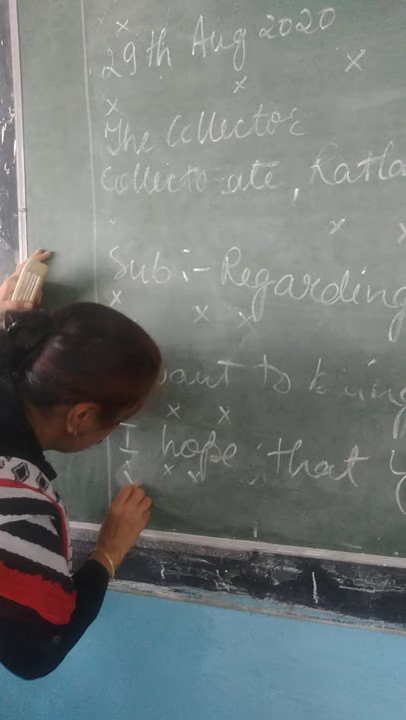 29th Aug 2020
The Collector
Collectorate, Ratla
Sub:- Regarding
want to bring
I hope that y